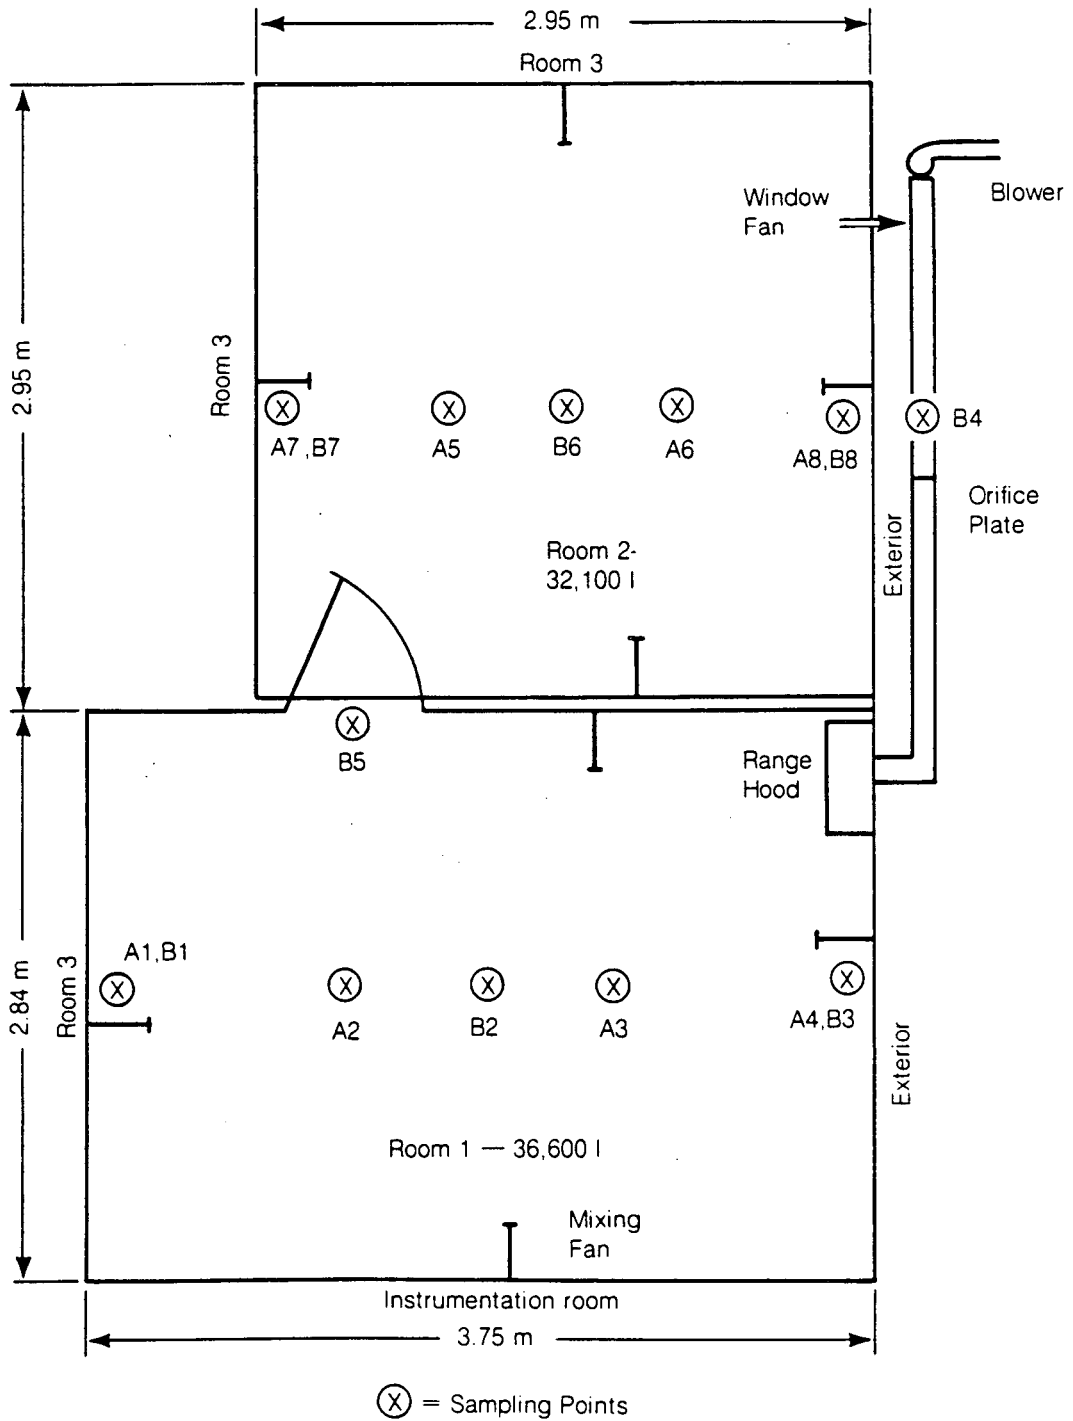 2.95 m
Room 3
Window
Fan
Blower
2.95 m
Room 3
A7,B7
A5
B6
A6
A8,B8
B4
Orifice
Plate
Exterior
Room 2-
32,100 l
B5
Range
Hood
2.84 m
Room 3
A1,B1
A2
B2
A3
A4,B3
Exterior
Room 1 — 36,600 l
Mixing
Fan
Instrumentation room
3.75 m
Ⓧ = Sampling Points